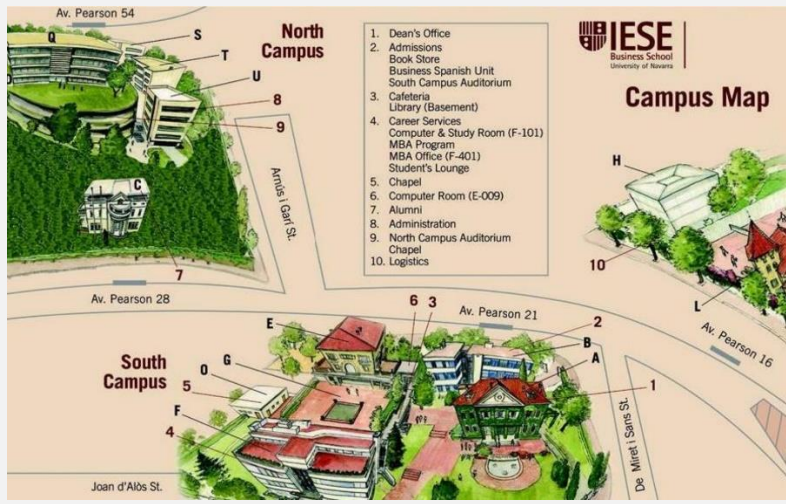 Av. Pearson 54
North
Campus
Q
S
T
U
8
9
C
7
Arnús i Garí St.
Av. Pearson 28
1. Dean's Office
2. Admissions
Book Store
Business Spanish Unit
South Campus Auditorium
3. Cafeteria
Library (Basement)
4. Career Services
Computer & Study Room (F-101)
MBA Program
MBA Office (F-401)
Student's Lounge
5. Chapel
6. Computer Room (E-009)
7. Alumni
8. Administration
9. North Campus Auditorium
Chapel
10. Logistics
IESE
Business School
University of Navarra
Campus Map
H
10
L
Av. Pearson 16
Av. Pearson 21
6 3
E
2
B
A
1
South
Campus
G
O
5
F
4
De Miret i Sans St.
Joan d'Alòs St.